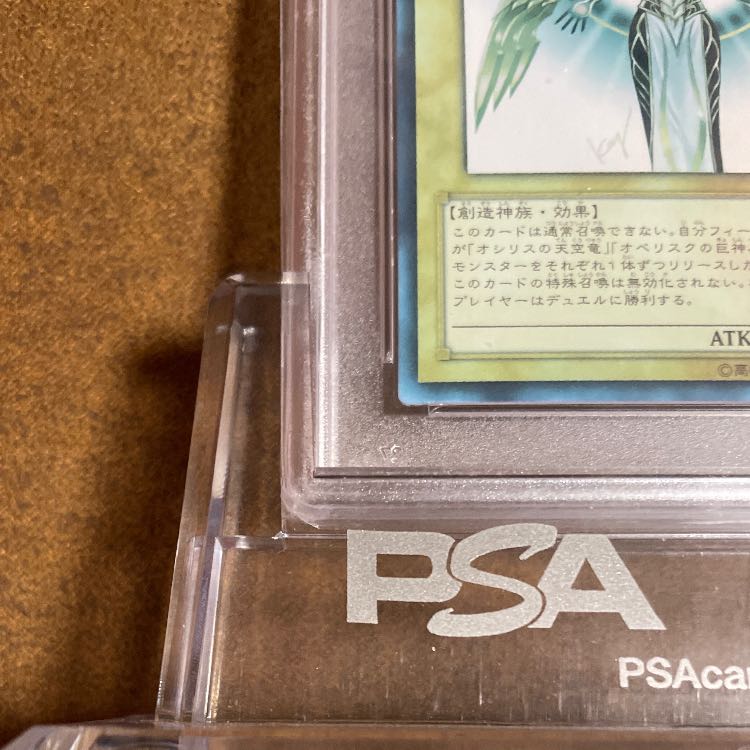 【創造神族・効果】
このカードは通常召喚できない。自分フィー
が「オシリスの天空竜」「オベリスクの巨神
モンスターをそれぞれ1体ずつリリースした
このカードの特殊召喚は無効化されない。
プレイヤーはデュエルに勝利する。
ATK
©高
PSA
PSAcar